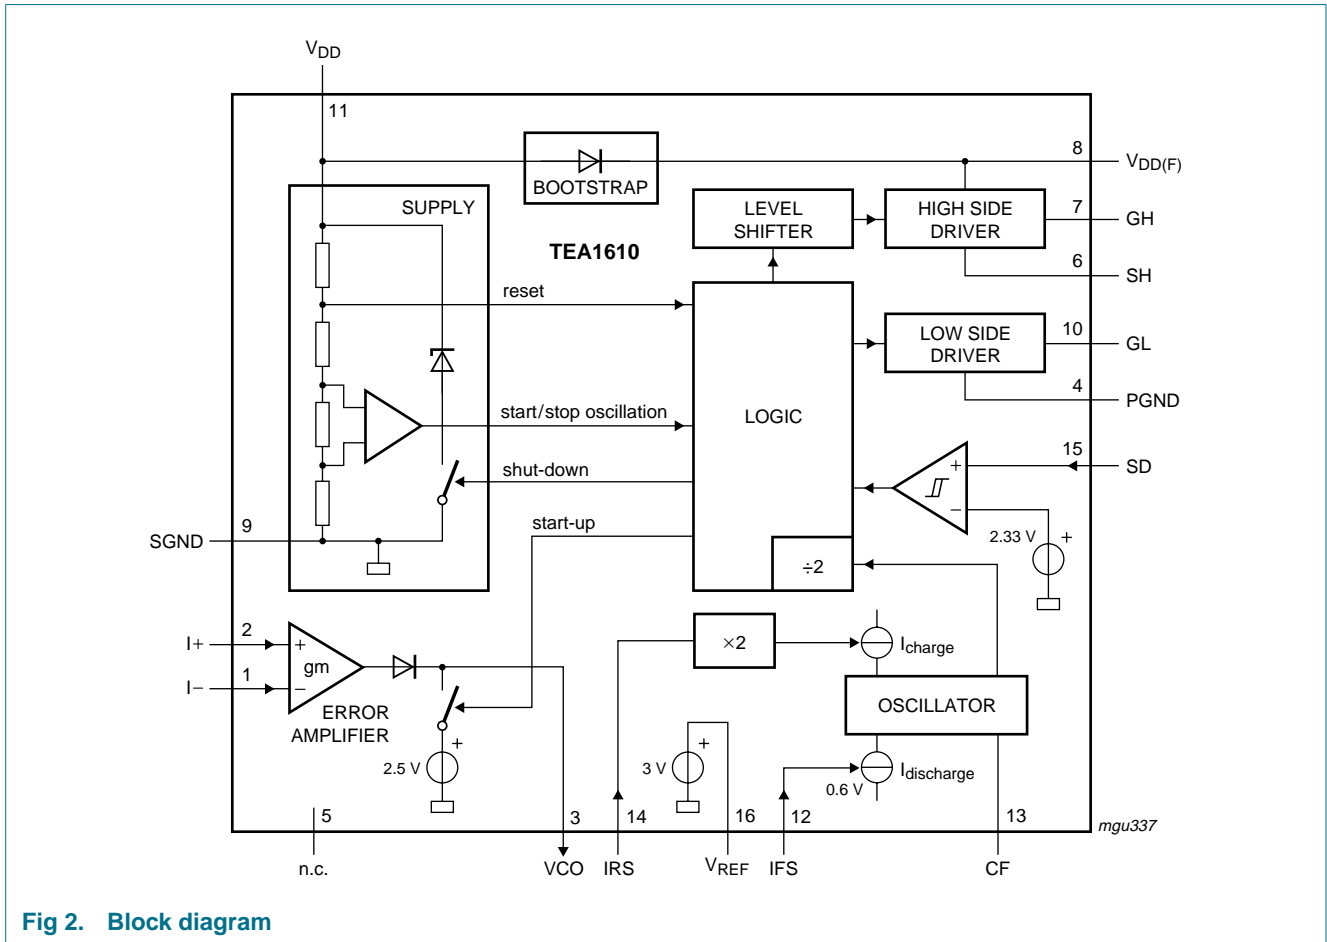 VDD
11
8
VDD(F)
BOOTSTRAP
SUPPLY
LEVEL
SHIFTER
HIGH SIDE
DRIVER
7
GH
TEA1610
6
SH
reset
LOW SIDE
DRIVER
10
GL
4
PGND
start/stop oscillation
LOGIC
15
SD
+
−
shut-down
9
SGND
start-up
2.33 V
+
÷2
2
I+
+
gm
1
I−
−
ERROR
AMPLIFIER
×2
Icharge
OSCILLATOR
2.5 V
+
3 V
+
Idischarge
0.6 V
5
3
14
16
12
13
mgu337
n.c.
VCO
IRS
VREF
IFS
CF
Fig 2. Block diagram